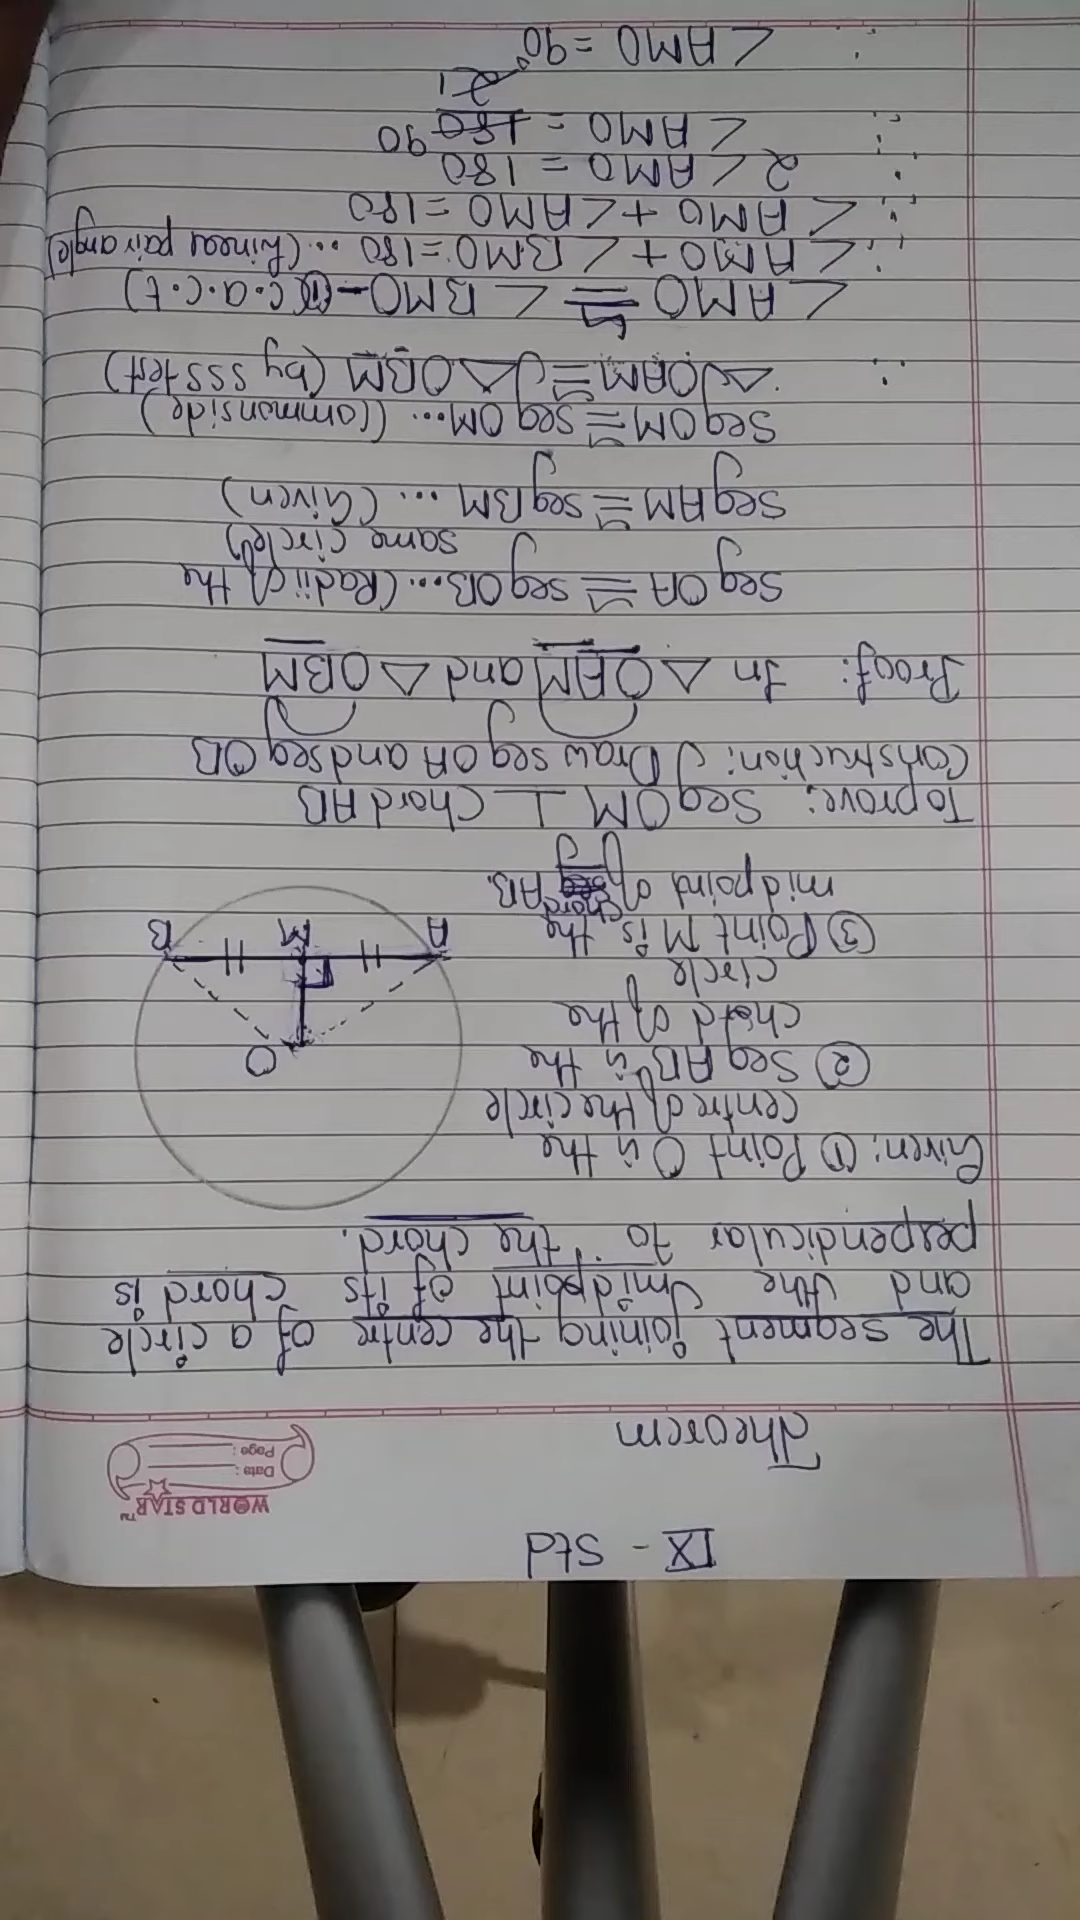 IX - Std
WORLD STAR™
Date :
Page :
Theorem
The segment joining the centre of a circle
and the midpoint of its chord is
perpendicular to the chord.
Given: ① Point O is the
centre of the circle
② Seg AB is the
chord of the
circle
③ Point M is the
midpoint of chord AB.
O
A M B
To prove: Seg OM ⊥ Chord AB
Construction: Draw seg OA and seg OB
Proof: In △ OAM and △ OBM
Seg OA ≅ seg OB... (Radii of the
same circle)
Seg AM ≅ seg BM ... (Given)
Seg OM ≅ seg OM... (Common side)
∴ △ OAM ≅ △ OBM (by SSS test)
∠ AMO ≅ ∠ BMO - (c.a.c.t)
∴ ∠ AMO + ∠ BMO = 180 ... (Linear pair angle)
∴ ∠ AMO + ∠ AMO = 180
∴ 2 ∠ AMO = 180
∴ ∠ AMO = 180 90
2 1
∴ ∠ AMO = 90°